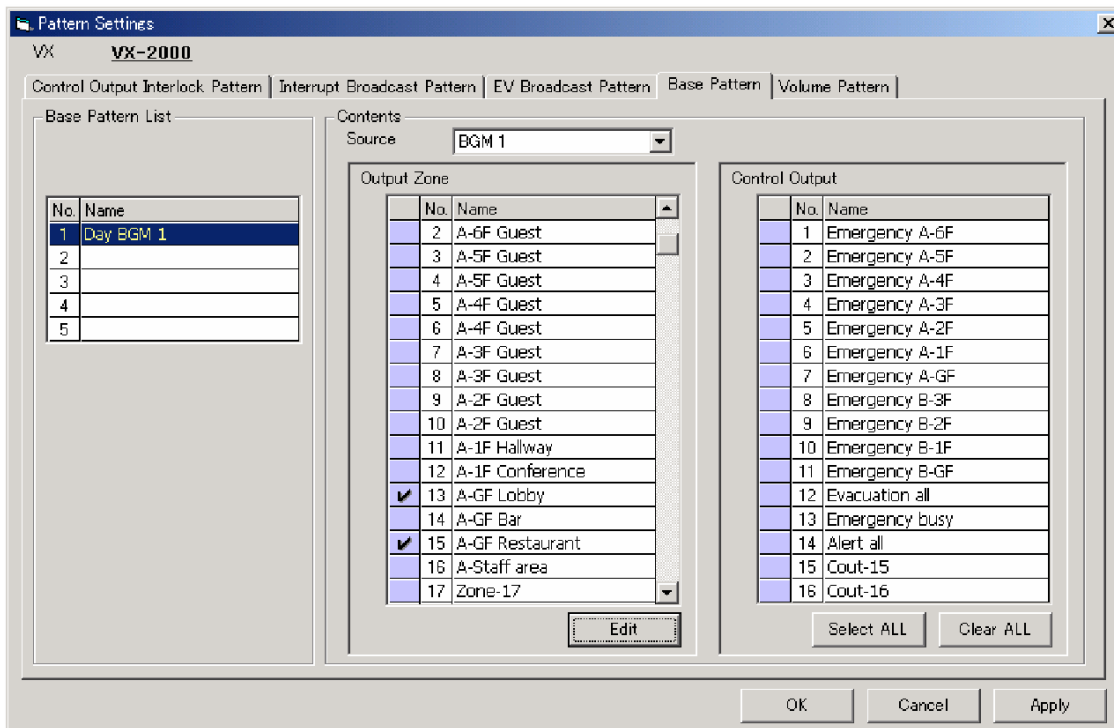 Pattern Settings
VX VX-2000
Control Output Interlock Pattern Interrupt Broadcast Pattern EV Broadcast Pattern Base Pattern Volume Pattern
Base Pattern List
No. Name
1 Day BGM 1
2
3
4
5
Contents
Source BGM 1
Output Zone
No. Name
2 A-6F Guest
3 A-5F Guest
4 A-5F Guest
5 A-4F Guest
6 A-4F Guest
7 A-3F Guest
8 A-3F Guest
9 A-2F Guest
10 A-2F Guest
11 A-1F Hallway
12 A-1F Conference
13 A-GF Lobby
14 A-GF Bar
15 A-GF Restaurant
16 A-Staff area
17 Zone-17
Edit
Control Output
No. Name
1 Emergency A-6F
2 Emergency A-5F
3 Emergency A-4F
4 Emergency A-3F
5 Emergency A-2F
6 Emergency A-1F
7 Emergency A-GF
8 Emergency B-3F
9 Emergency B-2F
10 Emergency B-1F
11 Emergency B-GF
12 Evacuation all
13 Emergency busy
14 Alert all
15 Cout-15
16 Cout-16
Select ALL Clear ALL
OK Cancel Apply